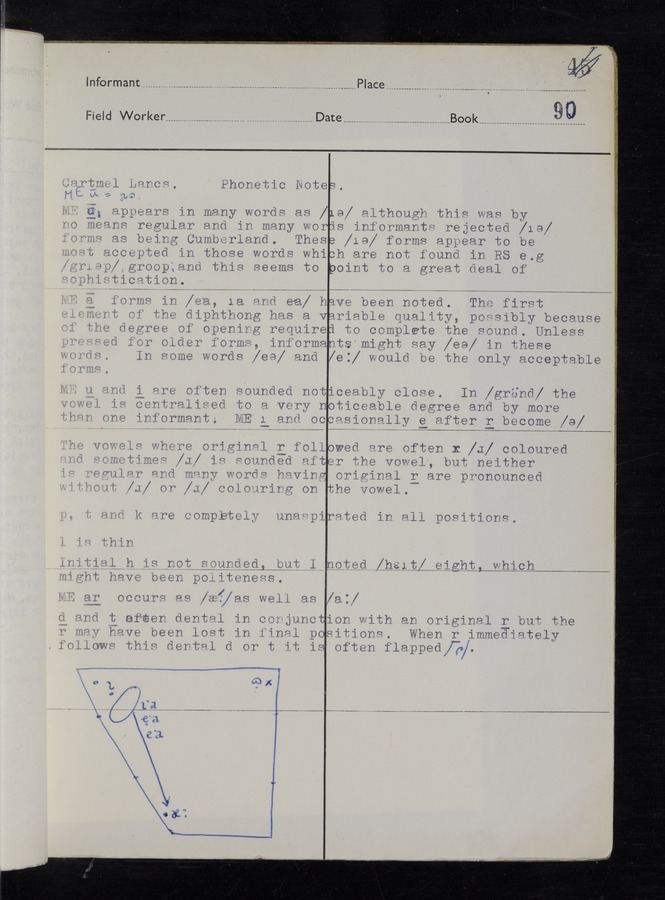 Informant Place
Field Worker Date Book 90
Cartmel Lancs. Phonetic Notes.
ME ā = 
ME ā, appears in many words as /ɪə/ although this was by
no means regular and in many words informants rejected /ɪə/
forms as being Cumberland. These /ɪə/ forms appear to be
most accepted in those words which are not found in RS e.g
/grɪəp/, groop, and this seems to point to a great deal of
sophistication.
ME a̅ forms in /ea, ɪa and ea/ have been noted. The first
element of the diphthong has a variable quality, possibly because
of the degree of opening required to complete the sound. Unless
pressed for older forms, informants might say /eə/ in these
words. In some words /eə/ and /e:/ would be the only acceptable
forms.
ME u and i are often sounded noticeably close. In /gründ/ the
vowel is centralised to a very noticeable degree and by more
than one informant. ME ɪ and occasionally e after r become /ə/
The vowels where original r followed are often x /ɹ/ coloured
and sometimes /ɹ/ is sounded after the vowel, but neither
is regular and many words having original r are pronounced
without /ɹ/ or /ɹ/ colouring on the vowel.
p, t and k are completely unaspirated in all positions.
l is thin
Initial h is not sounded, but I noted /hɛɪt/ eight, which
might have been politeness.
ME ar occurs as /æ:/ as well as /a:/
d and t often dental in conjunction with an original r but the
r may have been lost in final positions. When r immediately
follows this dental d or t it is often flapped /ɾ/.
ɪ ɷ x
ɪa
ẹa
ea
æ: